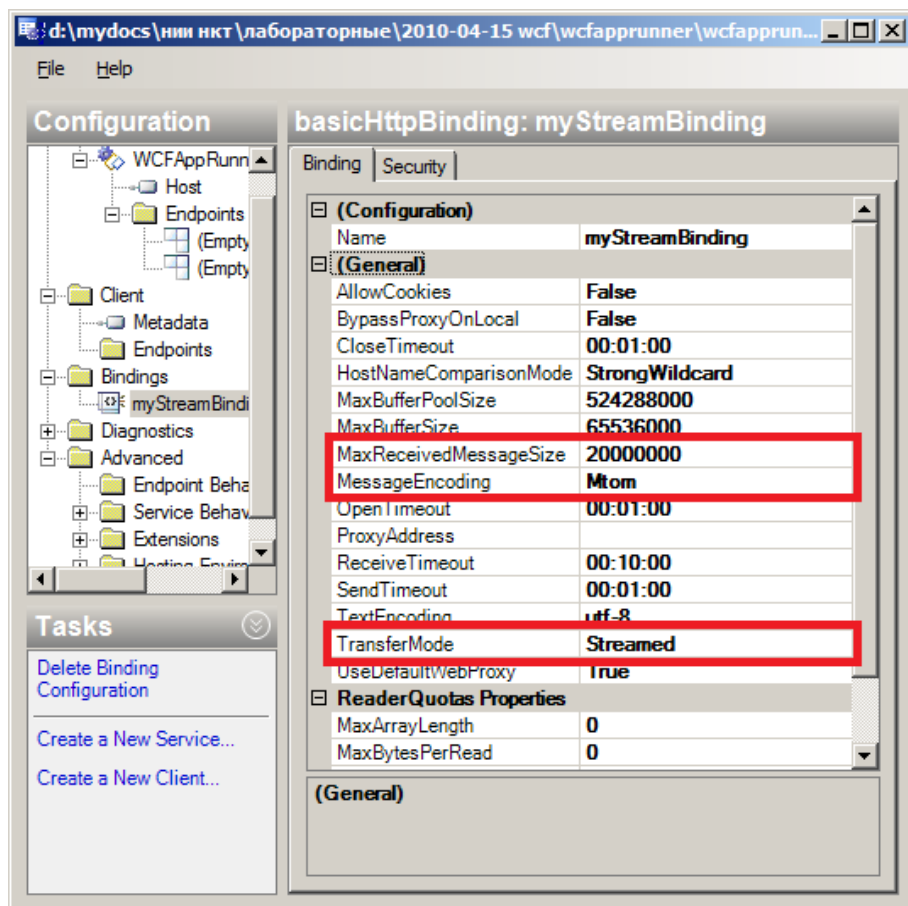 d:\mydocs\нии нкт\лабораторные\2010-04-15 wcf\wcfapprunner\wcfapprun...
File Help
Configuration
WCFAppRunn
Host
Endpoints
(Empty
(Empty
Client
Metadata
Endpoints
Bindings
myStreamBindi
Diagnostics
Advanced
Endpoint Beha
Service Behav
Extensions
Hosting Enviro
Tasks
Delete Binding
Configuration
Create a New Service...
Create a New Client...
basicHttpBinding: myStreamBinding
Binding Security
(Configuration)
Name myStreamBinding
(General)
AllowCookies False
BypassProxyOnLocal False
CloseTimeout 00:01:00
HostNameComparisonMode StrongWildcard
MaxBufferPoolSize 524288000
MaxBufferSize 65536000
MaxReceivedMessageSize 20000000
MessageEncoding Mtom
OpenTimeout 00:01:00
ProxyAddress
ReceiveTimeout 00:10:00
SendTimeout 00:01:00
TextEncoding utf-8
TransferMode Streamed
UseDefaultWebProxy True
ReaderQuotas Properties
MaxArrayLength 0
MaxBytesPerRead 0
(General)